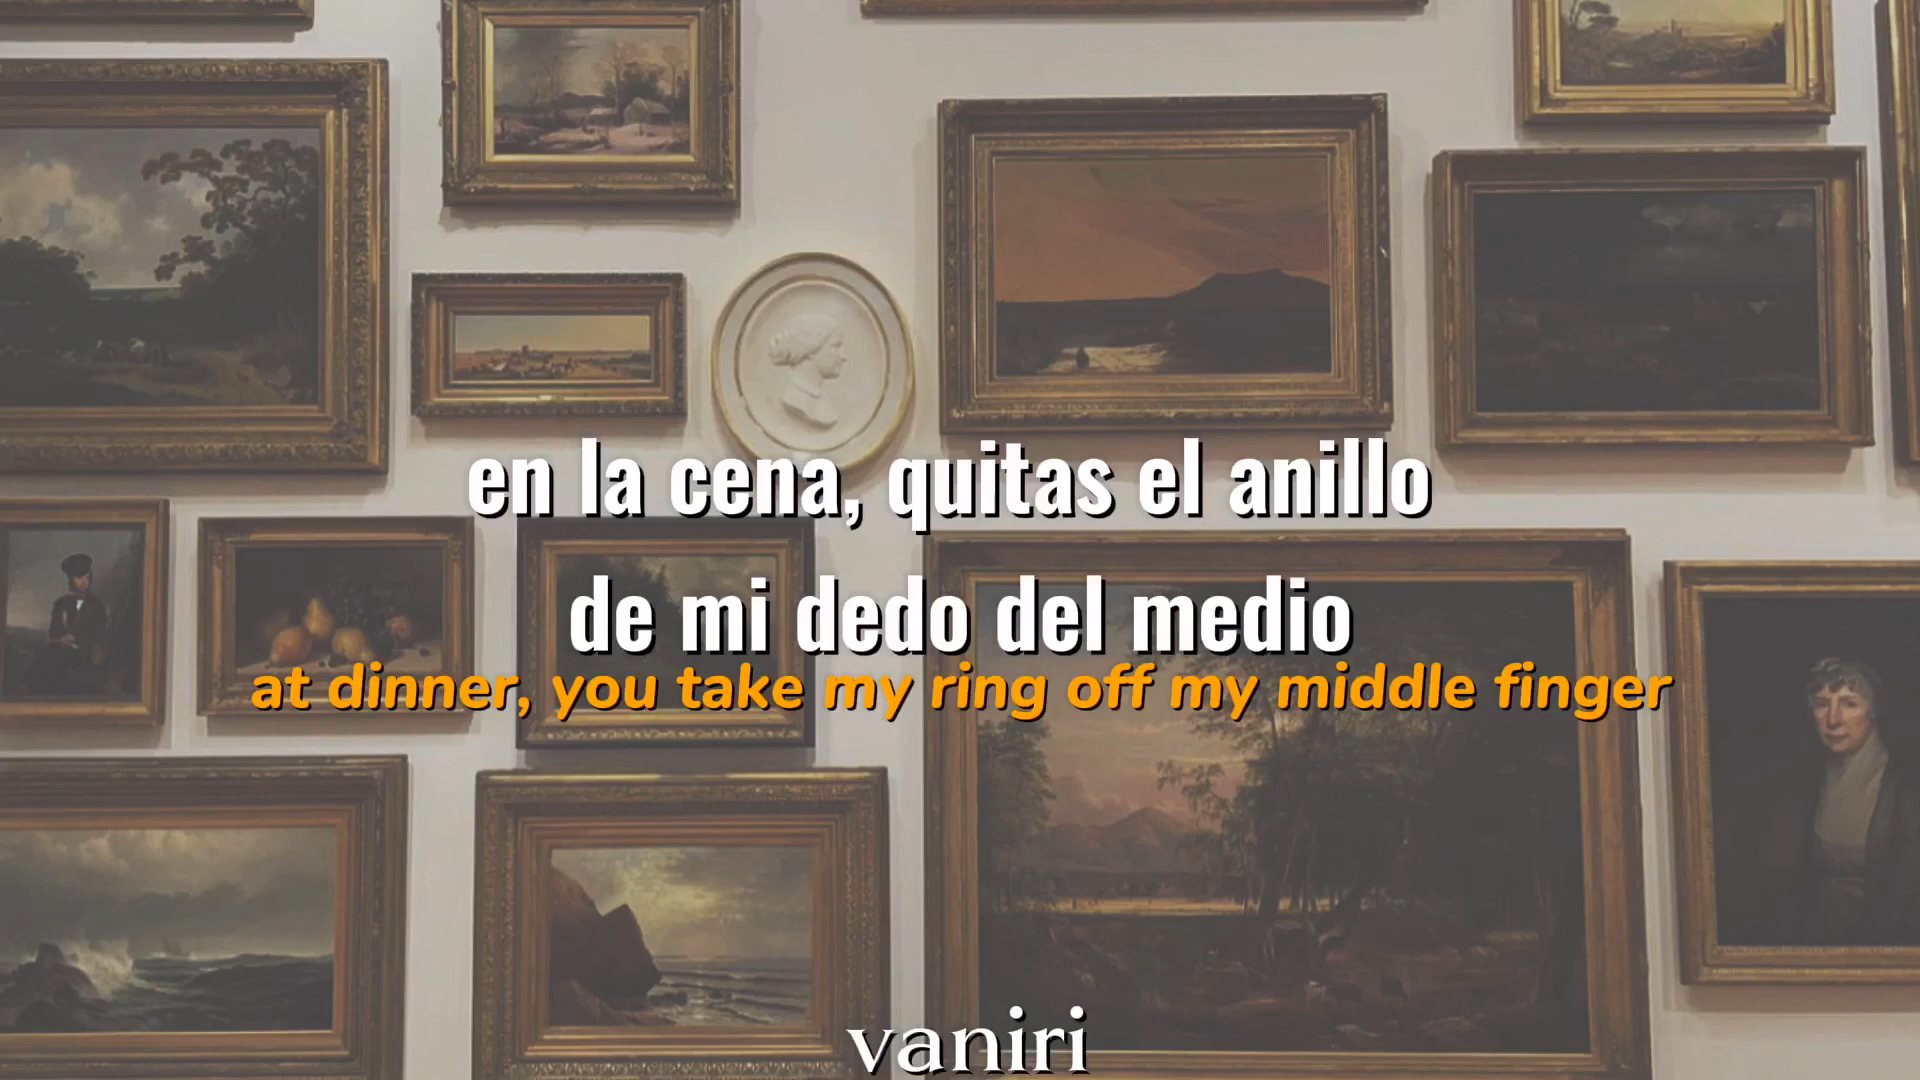 en la cena, quitas el anillo
de mi dedo del medio
at dinner, you take my ring off my middle finger
vaniri